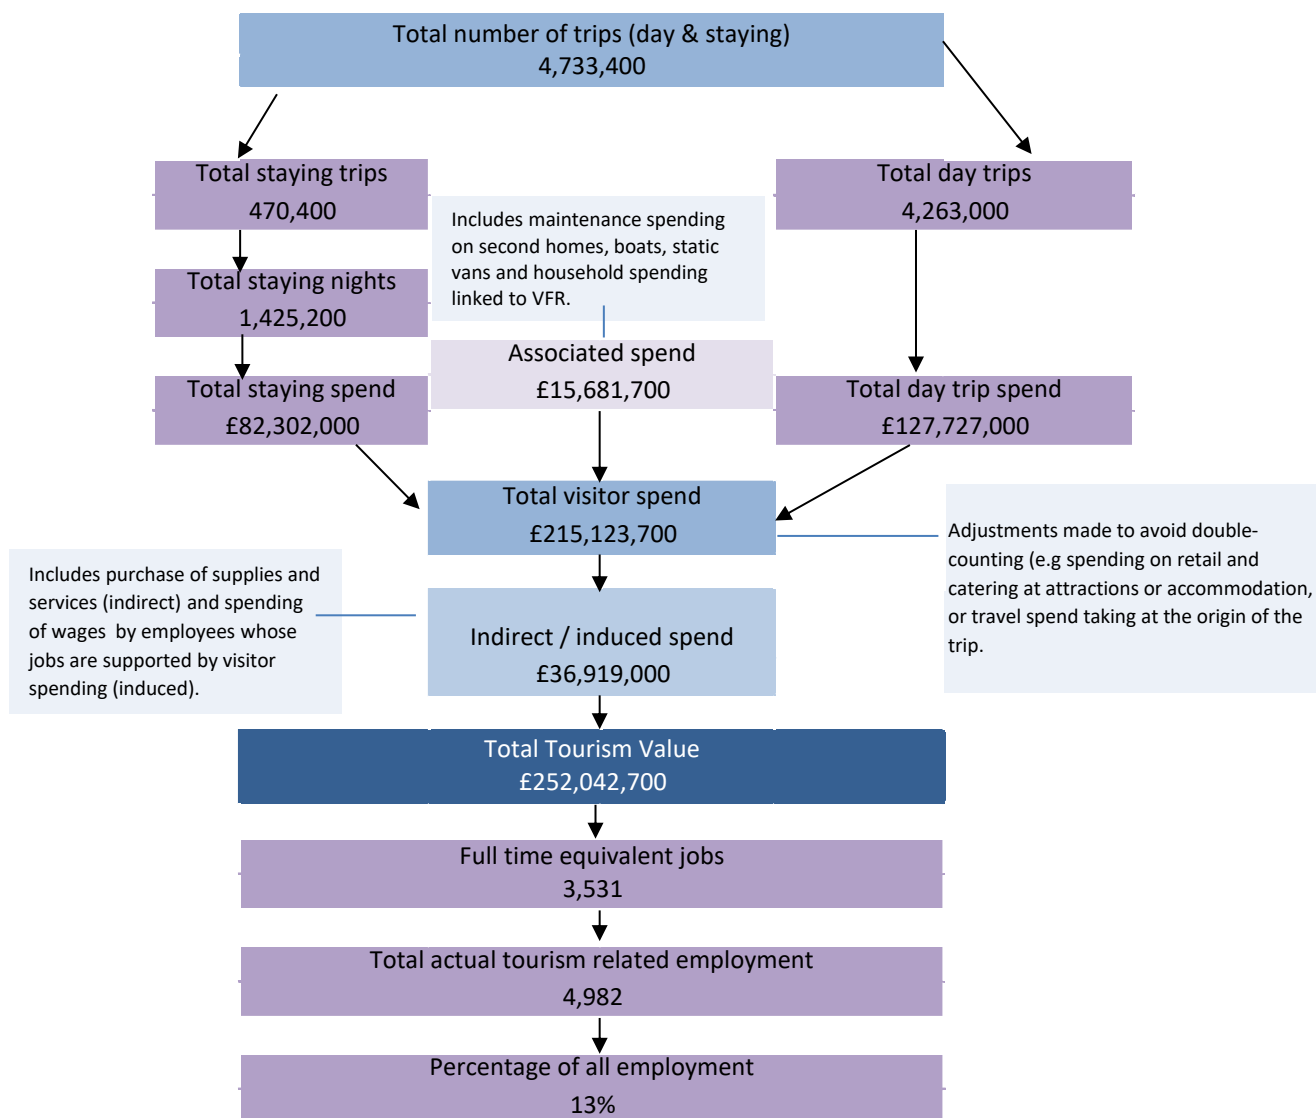 Total number of trips (day & staying)
4,733,400
Total staying trips
470,400
Total day trips
4,263,000
Includes maintenance spending
on second homes, boats, static
vans and household spending
linked to VFR.
Total staying nights
1,425,200
Associated spend
£15,681,700
Total staying spend
£82,302,000
Total day trip spend
£127,727,000
Total visitor spend
£215,123,700
Adjustments made to avoid double-
counting (e.g spending on retail and
catering at attractions or accommodation,
or travel spend taking at the origin of the
trip.
Includes purchase of supplies and
services (indirect) and spending
of wages by employees whose
jobs are supported by visitor
spending (induced).
Indirect / induced spend
£36,919,000
Total Tourism Value
£252,042,700
Full time equivalent jobs
3,531
Total actual tourism related employment
4,982
Percentage of all employment
13%